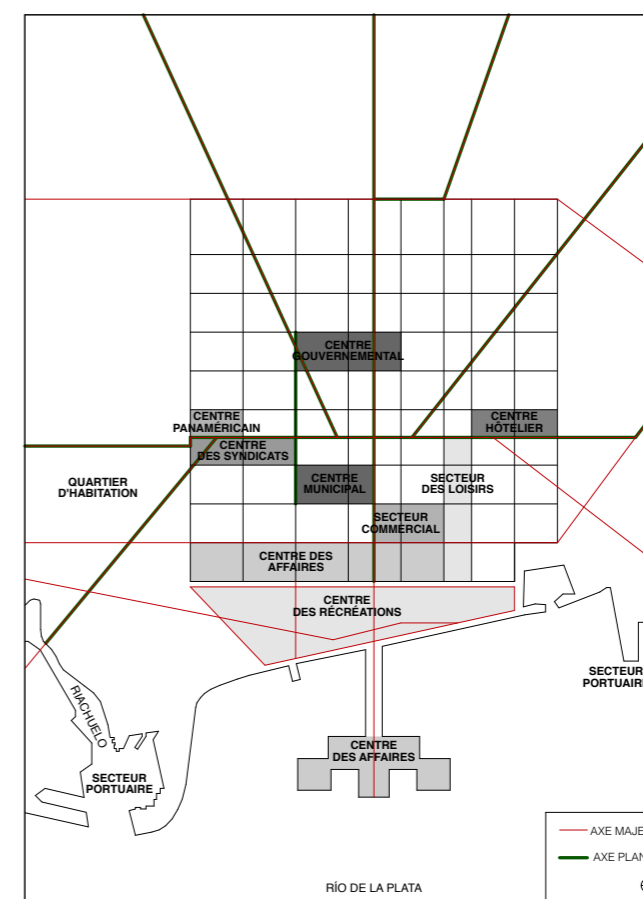 CENTRE
GOUVERNEMENTAL
CENTRE
PANAMÉRICAIN
CENTRE
HÔTELIER
CENTRE
DES SYNDICATS
QUARTIER
D'HABITATION
CENTRE
MUNICIPAL
SECTEUR
DES LOISIRS
SECTEUR
COMMERCIAL
CENTRE DES
AFFAIRES
CENTRE
DES RÉCRÉATIONS
SECTEUR
PORTUAIRE
RIACHUELO
CENTRE
DES AFFAIRES
SECTEUR
PORTUAIRE
AXE MAJE
AXE PLAN
RÍO DE LA PLATA